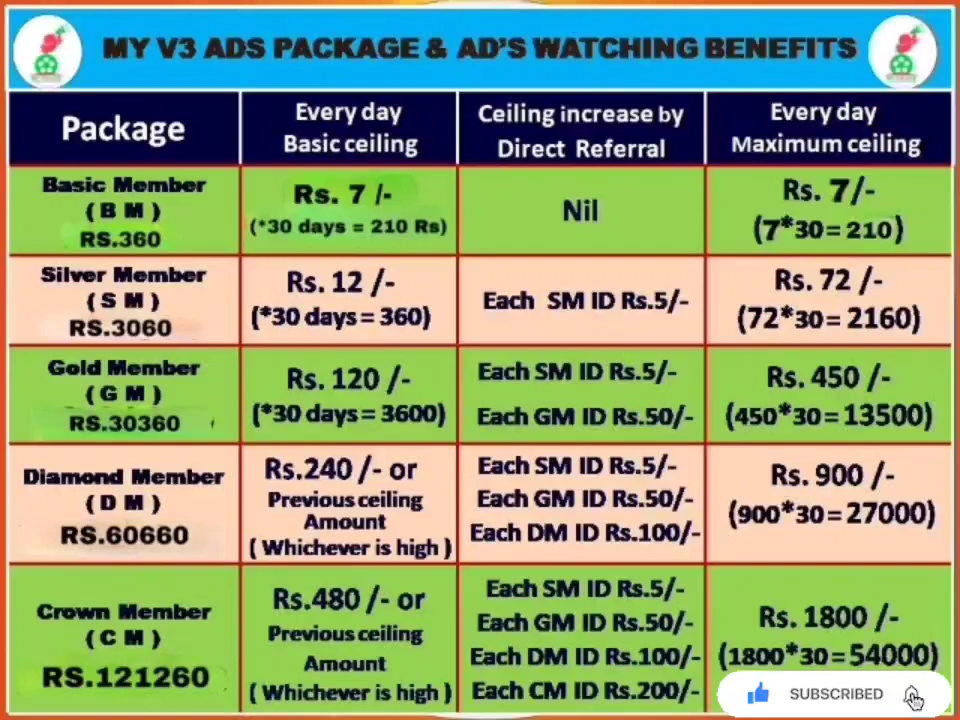 MY V3 ADS PACKAGE & AD'S WATCHING BENEFITS
Package
Every day
Basic ceiling
Ceiling increase by
Direct Referral
Every day
Maximum ceiling
Basic Member
( B M )
RS.360
Rs. 7 /-
(*30 days = 210 Rs)
Nil
Rs. 7/-
(7*30 = 210)
Silver Member
( S M )
RS.3060
Rs. 12 /-
(*30 days = 360)
Each SM ID Rs.5/-
Rs. 72 /-
(72*30 = 2160)
Gold Member
( G M )
RS.30360
Rs. 120 /-
(*30 days = 3600)
Each SM ID Rs.5/-
Each GM ID Rs.50/-
Rs. 450 /-
(450*30 = 13500)
Diamond Member
( D M )
RS.60660
Rs.240 /- or
Previous ceiling
Amount
( Whichever is high )
Each SM ID Rs.5/-
Each GM ID Rs.50/-
Each DM ID Rs.100/-
Rs. 900 /-
(900*30 = 27000)
Crown Member
( C M )
RS.121260
Rs.480 /- or
Previous ceiling
Amount
( Whichever is high )
Each SM ID Rs.5/-
Each GM ID Rs.50/-
Each DM ID Rs.100/-
Each CM ID Rs.200/-
Rs. 1800 /-
(1800*30 = 54000)
SUBSCRIBED